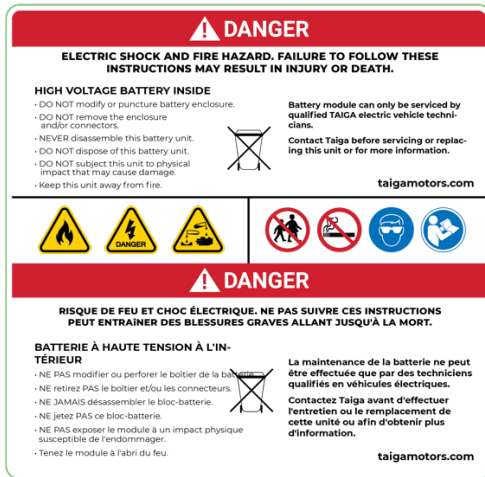 DANGER
ELECTRIC SHOCK AND FIRE HAZARD. FAILURE TO FOLLOW THESE
INSTRUCTIONS MAY RESULT IN INJURY OR DEATH.
HIGH VOLTAGE BATTERY INSIDE
• DO NOT modify or puncture battery enclosure.
• DO NOT remove the enclosure
and/or connectors.
• NEVER disassemble this battery unit.
• DO NOT dispose of this battery unit.
• DO NOT subject this unit to physical
impact that may cause damage.
• Keep this unit away from fire.
Battery module can only be serviced by
qualified TAIGA electric vehicle techni-
cians.
Contact Taiga before servicing or replac-
ing this unit or for more information.
taigamotors.com
DANGER
DANGER
RISQUE DE FEU ET CHOC ÉLECTRIQUE. NE PAS SUIVRE CES INSTRUCTIONS
PEUT ENTRAîNER DES BLESSURES GRAVES ALLANT JUSQU'À LA MORT.
BATTERIE À HAUTE TENSION À L'IN-
TÉRIEUR
• NE PAS modifier ou perforer le boîtier de la batterie.
• NE RETIREZ PAS le boîtier et/ou les connecteurs.
• NE JAMAIS désassembler le bloc-batterie.
• NE jetez PAS ce bloc-batterie.
• NE PAS exposer le module à un impact physique
susceptible de l'endommager.
• Tenez le module à l'abri du feu.
La maintenance de la batterie ne peut
être effectuée que par des techniciens
qualifiés en véhicules électriques.
Contactez Taiga avant d'effectuer
l'entretien ou le remplacement de
cette unité ou afin d'obtenir plus
d'information.
taigamotors.com